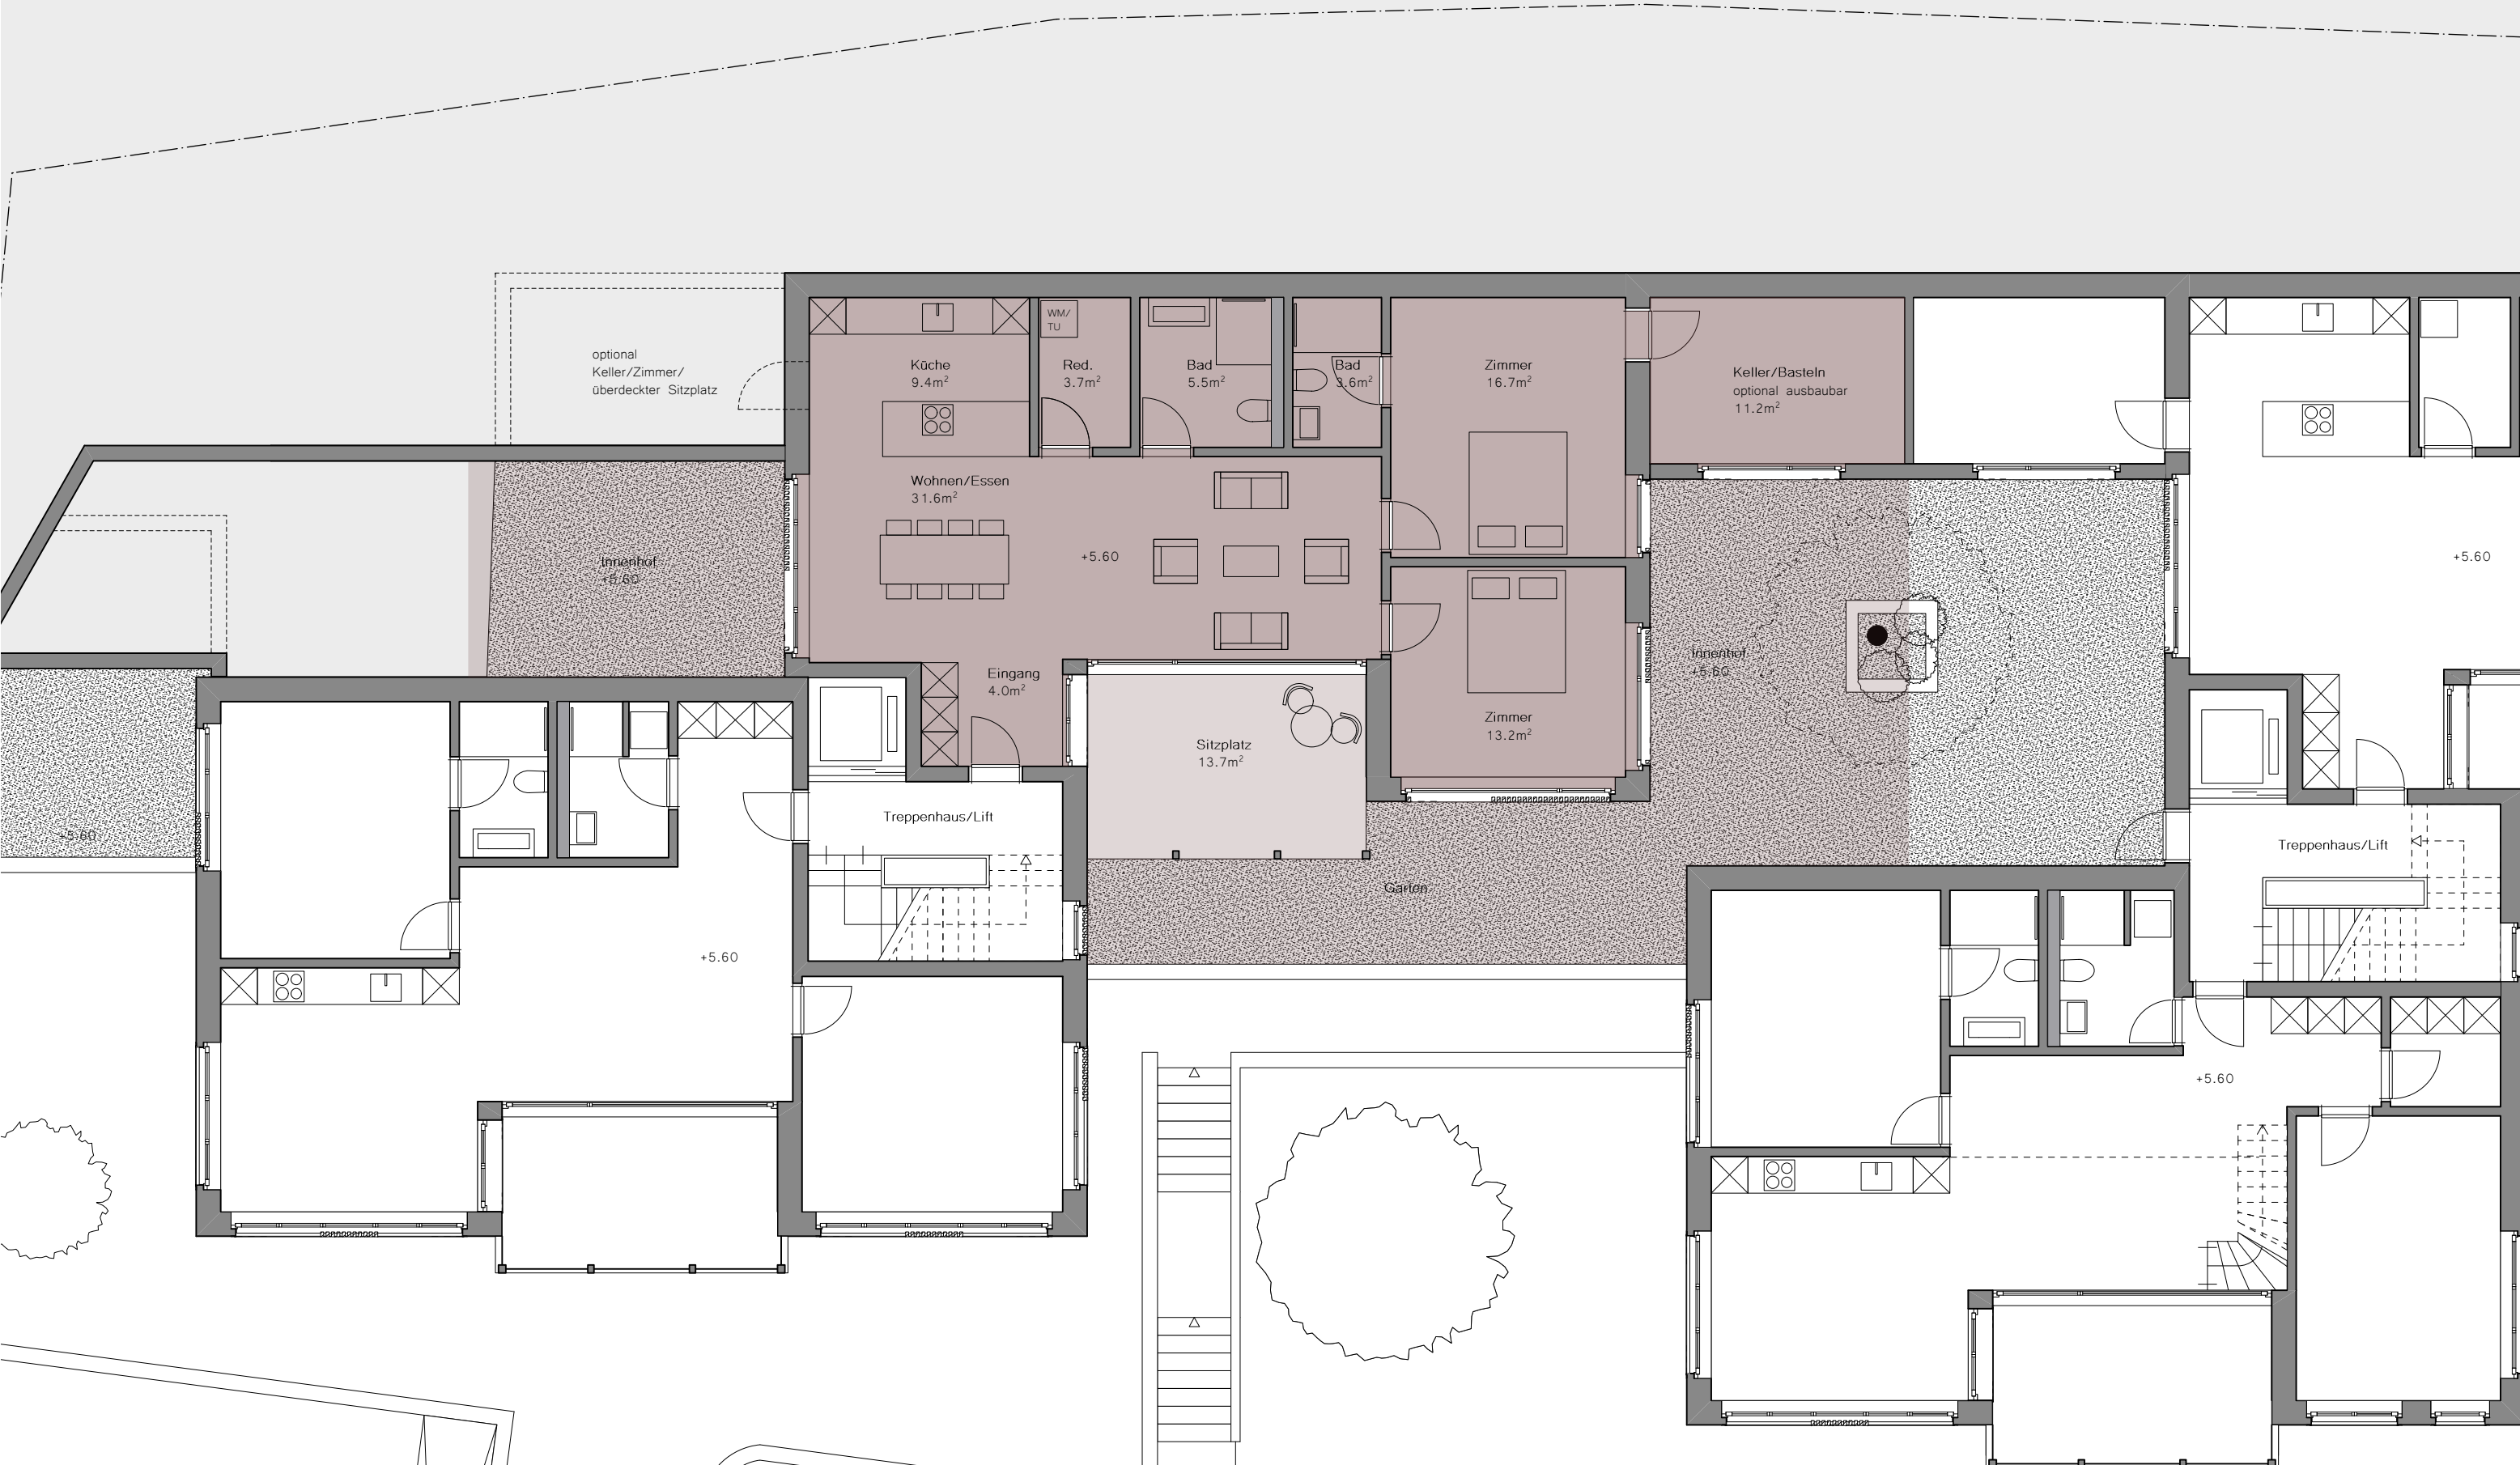 optional
Keller/Zimmer/
überdeckter Sitzplatz
Küche
9.4m²
WM/
TU
Red.
3.7m²
Bad
5.5m²
Bad
3.6m²
Zimmer
16.7m²
Keller/Basteln
optional ausbaubar
11.2m²
Wohnen/Essen
31.6m²
+5.60
Innenhof
+5.60
+5.60
Eingang
4.0m²
Innenhof
+5.60
Zimmer
13.2m²
Sitzplatz
13.7m²
+5.60
Treppenhaus/Lift
Treppenhaus/Lift
Garten
+5.60
+5.60